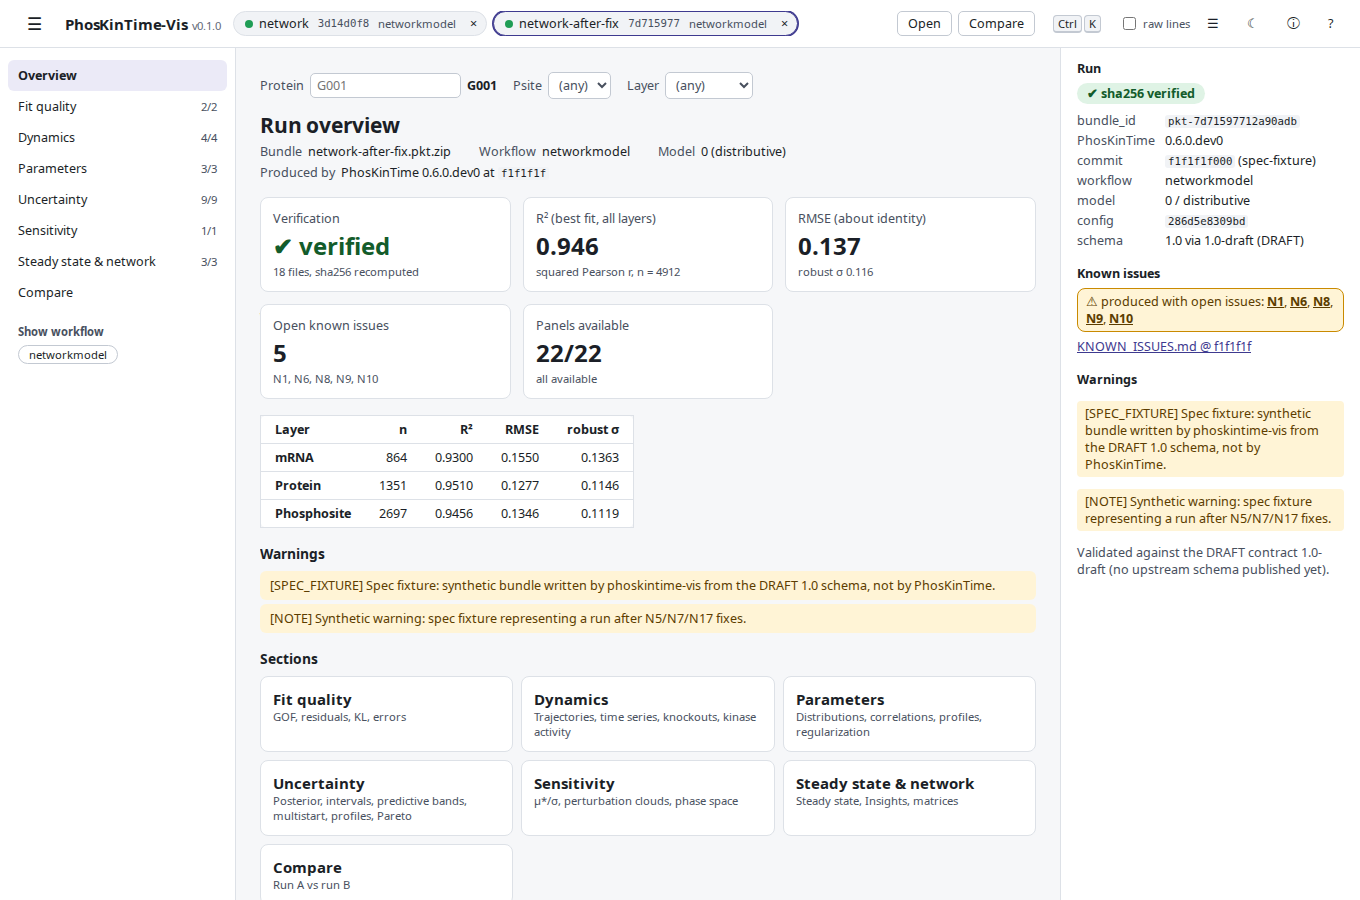 ☰ PhosKinTime-Vis v0.1.0 network 3d14d0f8 networkmodel × network-after-fix 7d715977 networkmodel × Open Compare Ctrl K raw lines ☰ ☾ ⓘ ?
Overview
Fit quality 2/2
Dynamics 4/4
Parameters 3/3
Uncertainty 9/9
Sensitivity 1/1
Steady state & network 3/3
Compare
Show workflow
networkmodel
Protein G001 G001 Psite (any) Layer (any)
Run overview
Bundle network-after-fix.pkt.zip Workflow networkmodel Model 0 (distributive)
Produced by PhosKinTime 0.6.0.dev0 at f1f1f1f
Verification
✔ verified
18 files, sha256 recomputed
R² (best fit, all layers)
0.946
squared Pearson r, n = 4912
RMSE (about identity)
0.137
robust σ 0.116
Open known issues
5
N1, N6, N8, N9, N10
Panels available
22/22
all available
Layer n R² RMSE robust σ
mRNA 864 0.9300 0.1550 0.1363
Protein 1351 0.9510 0.1277 0.1146
Phosphosite 2697 0.9456 0.1346 0.1119
Warnings
[SPEC_FIXTURE] Spec fixture: synthetic bundle written by phoskintime-vis from the DRAFT 1.0 schema, not by PhosKinTime.
[NOTE] Synthetic warning: spec fixture representing a run after N5/N7/N17 fixes.
Sections
Fit quality
GOF, residuals, KL, errors
Dynamics
Trajectories, time series, knockouts, kinase
activity
Parameters
Distributions, correlations, profiles,
regularization
Uncertainty
Posterior, intervals, predictive bands,
multistart, profiles, Pareto
Sensitivity
μ*/σ, perturbation clouds, phase space
Steady state & network
Steady state, Insights, matrices
Compare
Run A vs run B
Run
✔ sha256 verified
bundle_id pkt-7d71597712a90adb
PhosKinTime 0.6.0.dev0
commit f1f1f1f000 (spec-fixture)
workflow networkmodel
model 0 / distributive
config 286d5e8309bd
schema 1.0 via 1.0-draft (DRAFT)
Known issues
⚠ produced with open issues: N1, N6, N8,
N9, N10
KNOWN_ISSUES.md @ f1f1f1f
Warnings
[SPEC_FIXTURE] Spec fixture: synthetic
bundle written by phoskintime-vis from
the DRAFT 1.0 schema, not by
PhosKinTime.
[NOTE] Synthetic warning: spec fixture
representing a run after N5/N7/N17 fixes.
Validated against the DRAFT contract 1.0-
draft (no upstream schema published yet).